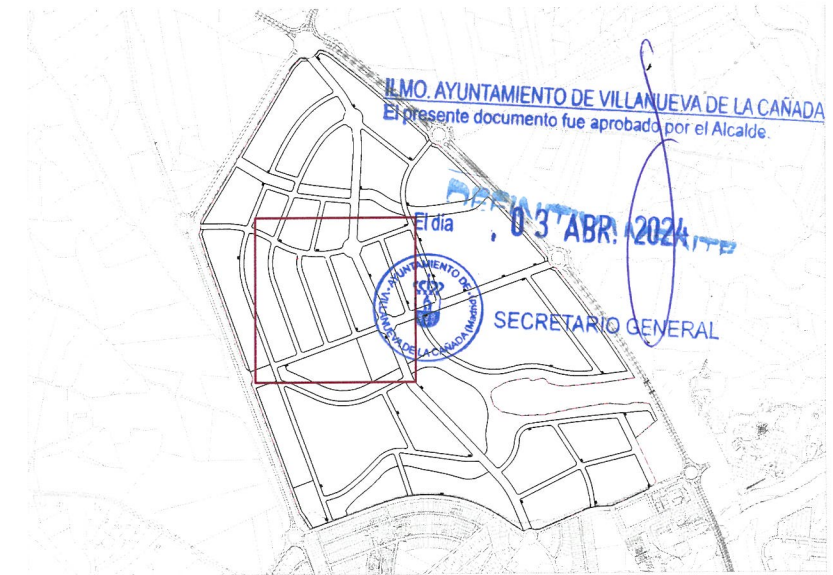 ILMO. AYUNTAMIENTO DE VILLANUEVA DE LA CAÑADA
El presente documento fue aprobado por el Alcalde.
DEFINITIVAMENTE
El día , 03 ABR. 2024
AYUNTAMIENTO DE VILLANUEVA DE LA CAÑADA (Madrid)
SECRETARIO GENERAL